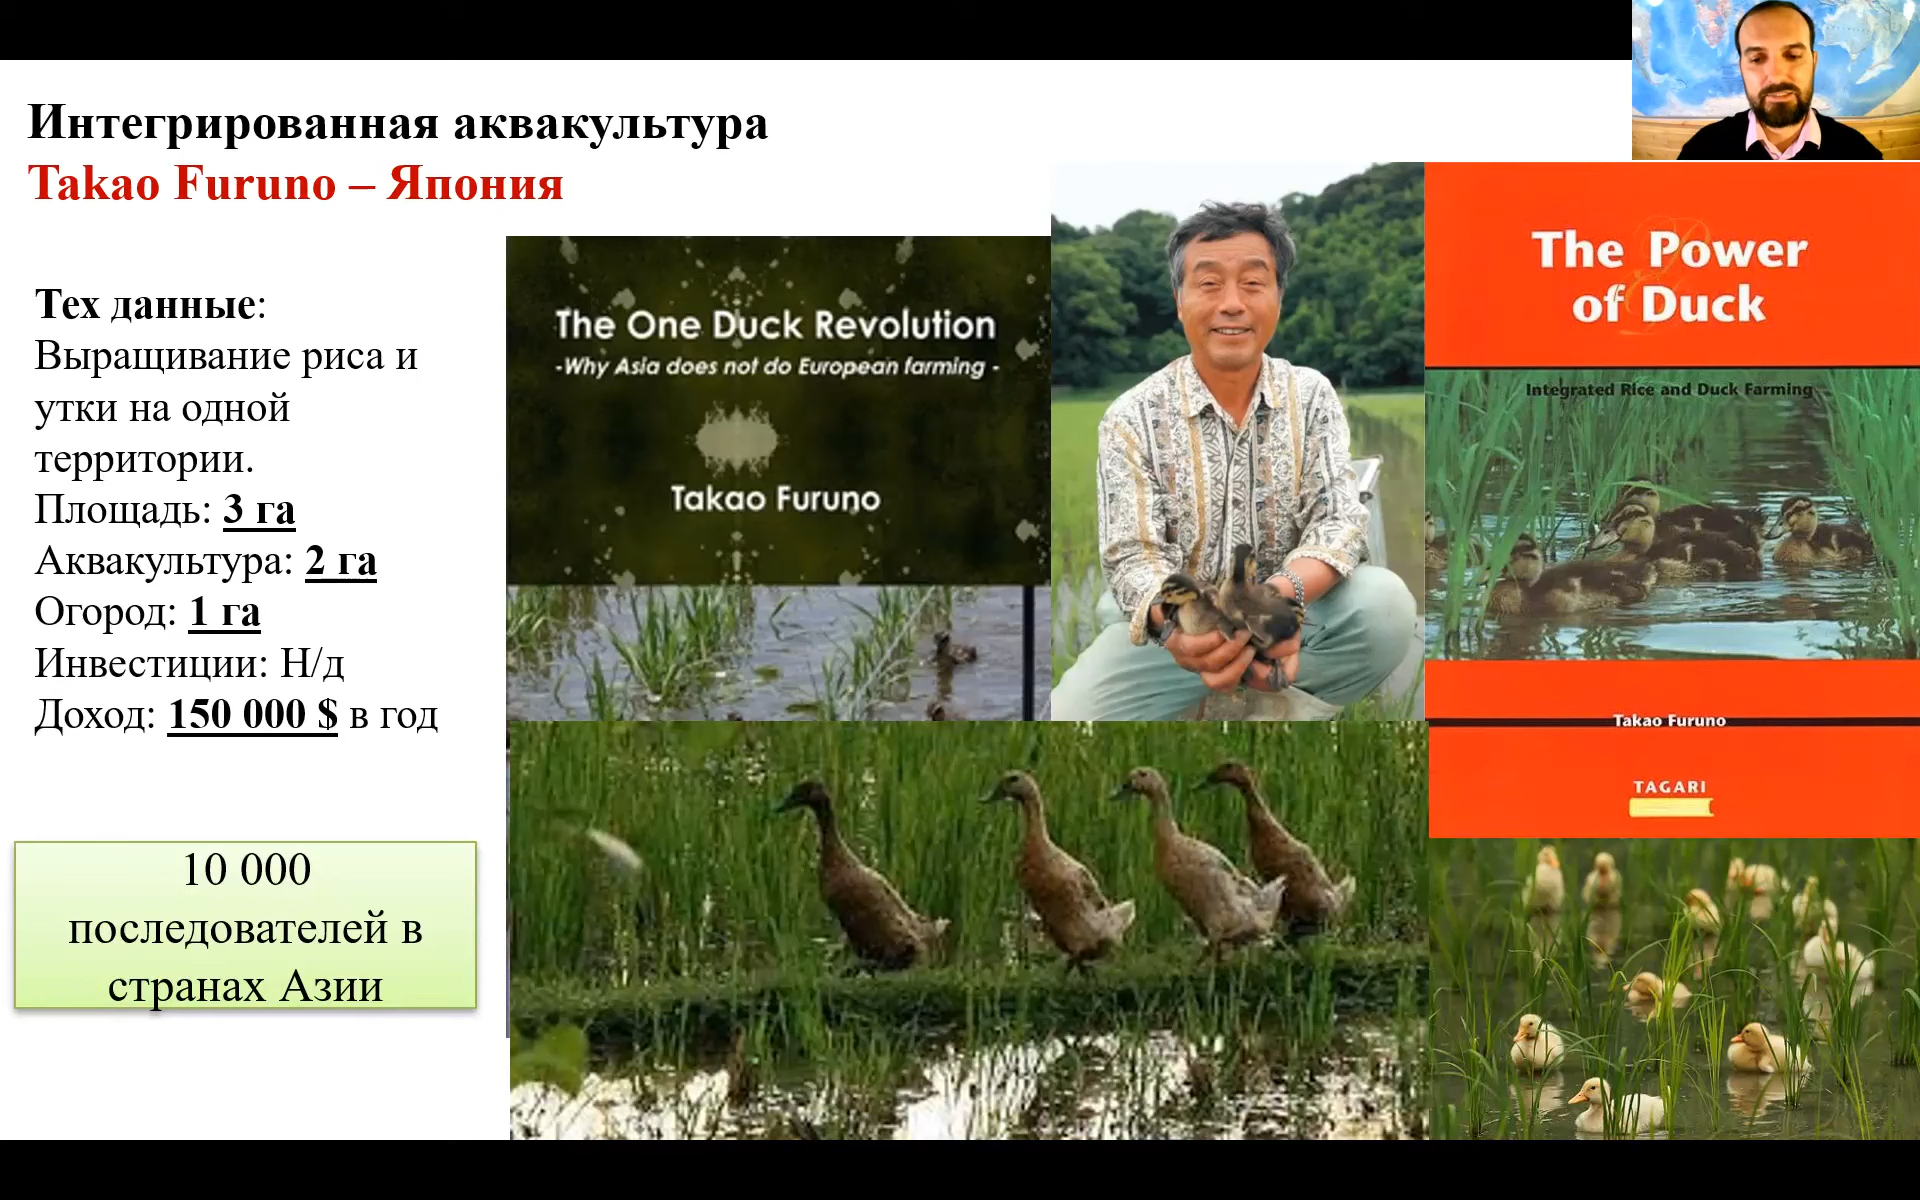 Интегрированная аквакультура
Takao Furuno – Япония
Тех данные:
Выращивание риса и
утки на одной
территории.
Площадь: 3 га
Аквакультура: 2 га
Огород: 1 га
Инвестиции: Н/д
Доход: 150 000 $ в год
10 000
последователей в
странах Азии
The One Duck Revolution
-Why Asia does not do European farming -
Takao Furuno
The Power
of Duck
Integrated Rice and Duck Farming
Takao Furuno
TAGARI